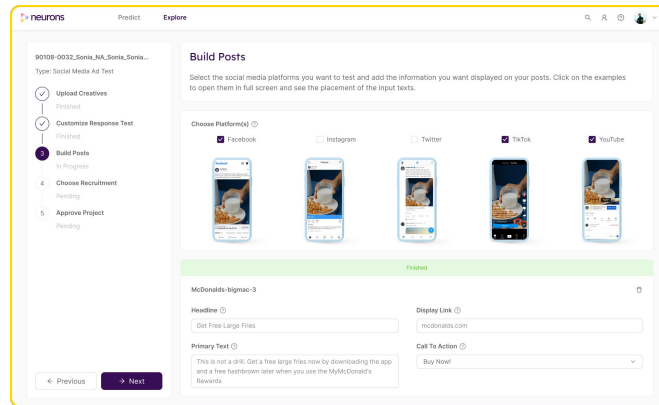 neurons
Predict
Explore
90108-0032_Sonia_NA_Sonia_Sonia...
Type: Social Media Ad Test
Upload Creatives
Finished
Customize Response Test
Finished
3 Build Posts
In Progress
4 Choose Recruitment
Pending
5 Approve Project
Pending
← Previous
→ Next
Build Posts
Select the social media platforms you want to test and add the information you want displayed on your posts. Click on the examples
to open them in full screen and see the placement of the input texts.
Choose Platform(s)
Facebook
Instagram
Twitter
TikTok
YouTube
Finished
McDonalds-bigmac-3
Headline
Get Free Large Fries
Display Link
mcdonalds.com
Primary Text
This is not a drill. Get a free large fries now by downloading the app
and a free hashbrown later when you use the MyMcDonald's
Rewards
Call To Action
Buy Now!